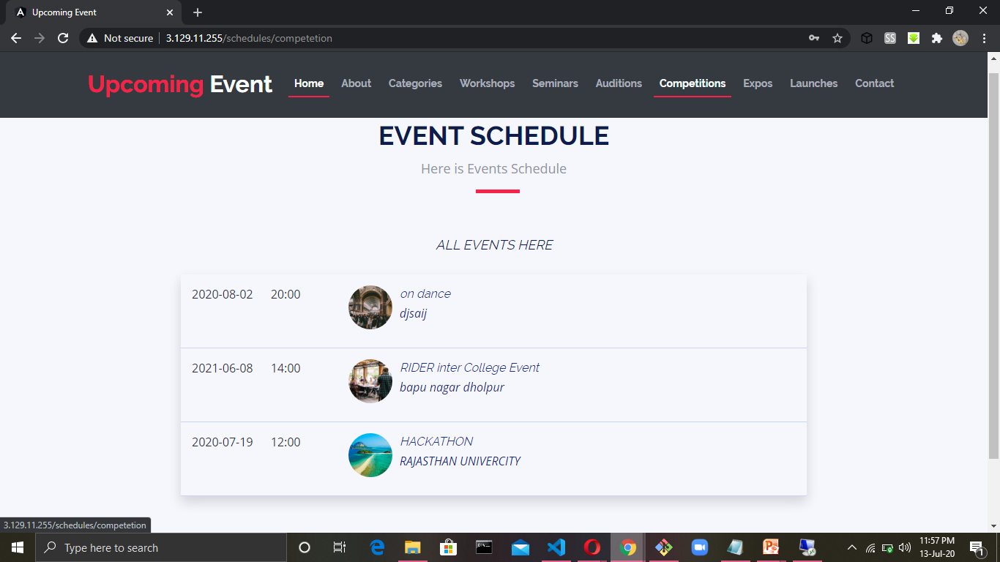 Upcoming Event
Not secure
3.129.11.255/schedules/competetion
SS
Upcoming Event
Home
About
Categories
Workshops
Seminars
Auditions
Competitions
Expos
Launches
Contact
EVENT SCHEDULE
Here is Events Schedule
ALL EVENTS HERE
2020-08-02 20:00
on dance
djsaij
2021-06-08 14:00
RIDER inter College Event
bapu nagar dholpur
2020-07-19 12:00
HACKATHON
RAJASTHAN UNIVERCITY
3.129.11.255/schedules/competetion
Type here to search
11:57 PM
13-Jul-20
1